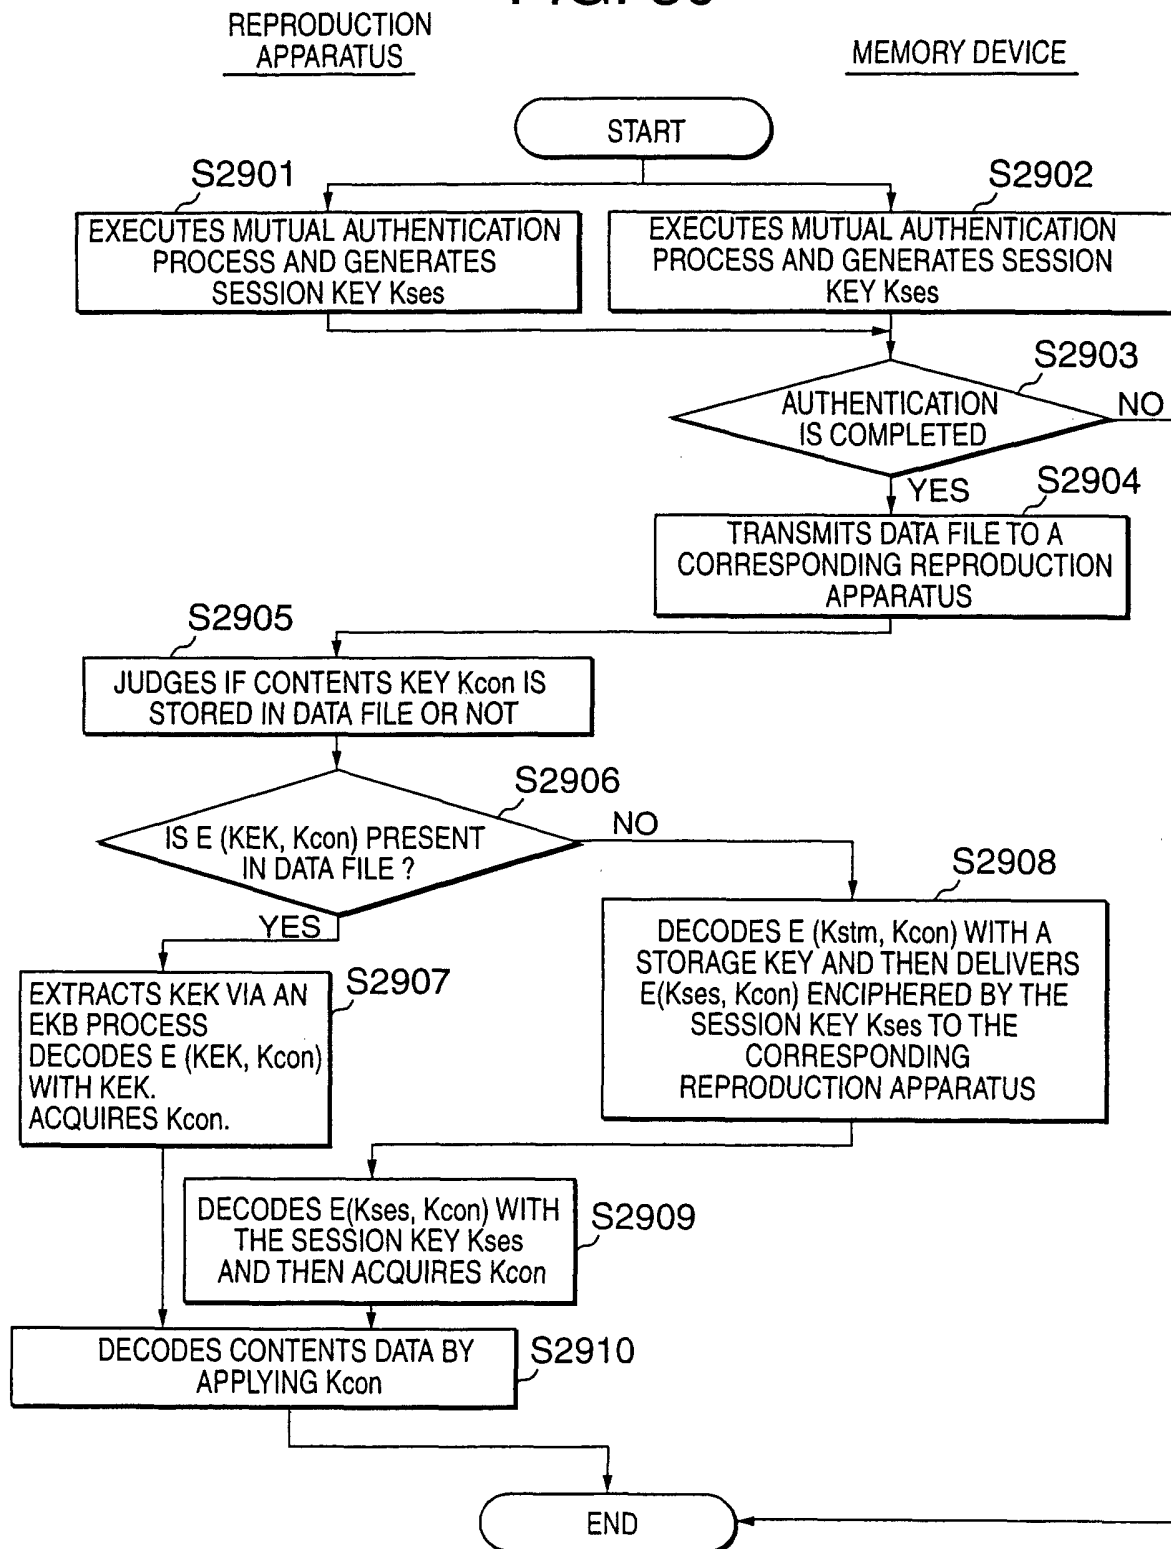 REPRODUCTION
APPARATUS
MEMORY DEVICE
START
S2901
S2902
EXECUTES MUTUAL AUTHENTICATION
PROCESS AND GENERATES
SESSION KEY Kses
EXECUTES MUTUAL AUTHENTICATION
PROCESS AND GENERATES SESSION
KEY Kses
S2903
AUTHENTICATION
IS COMPLETED
NO
YES
S2904
TRANSMITS DATA FILE TO A
CORRESPONDING REPRODUCTION
APPARATUS
S2905
JUDGES IF CONTENTS KEY Kcon IS
STORED IN DATA FILE OR NOT
S2906
IS E (KEK, Kcon) PRESENT
IN DATA FILE ?
NO
YES
S2908
DECODES E (Kstm, Kcon) WITH A
STORAGE KEY AND THEN DELIVERS
E(Kses, Kcon) ENCIPHERED BY THE
SESSION KEY Kses TO THE
CORRESPONDING
REPRODUCTION APPARATUS
S2907
EXTRACTS KEK VIA AN
EKB PROCESS
DECODES E (KEK, Kcon)
WITH KEK.
ACQUIRES Kcon.
DECODES E(Kses, Kcon) WITH
THE SESSION KEY Kses
AND THEN ACQUIRES Kcon
S2909
DECODES CONTENTS DATA BY
APPLYING Kcon
S2910
END